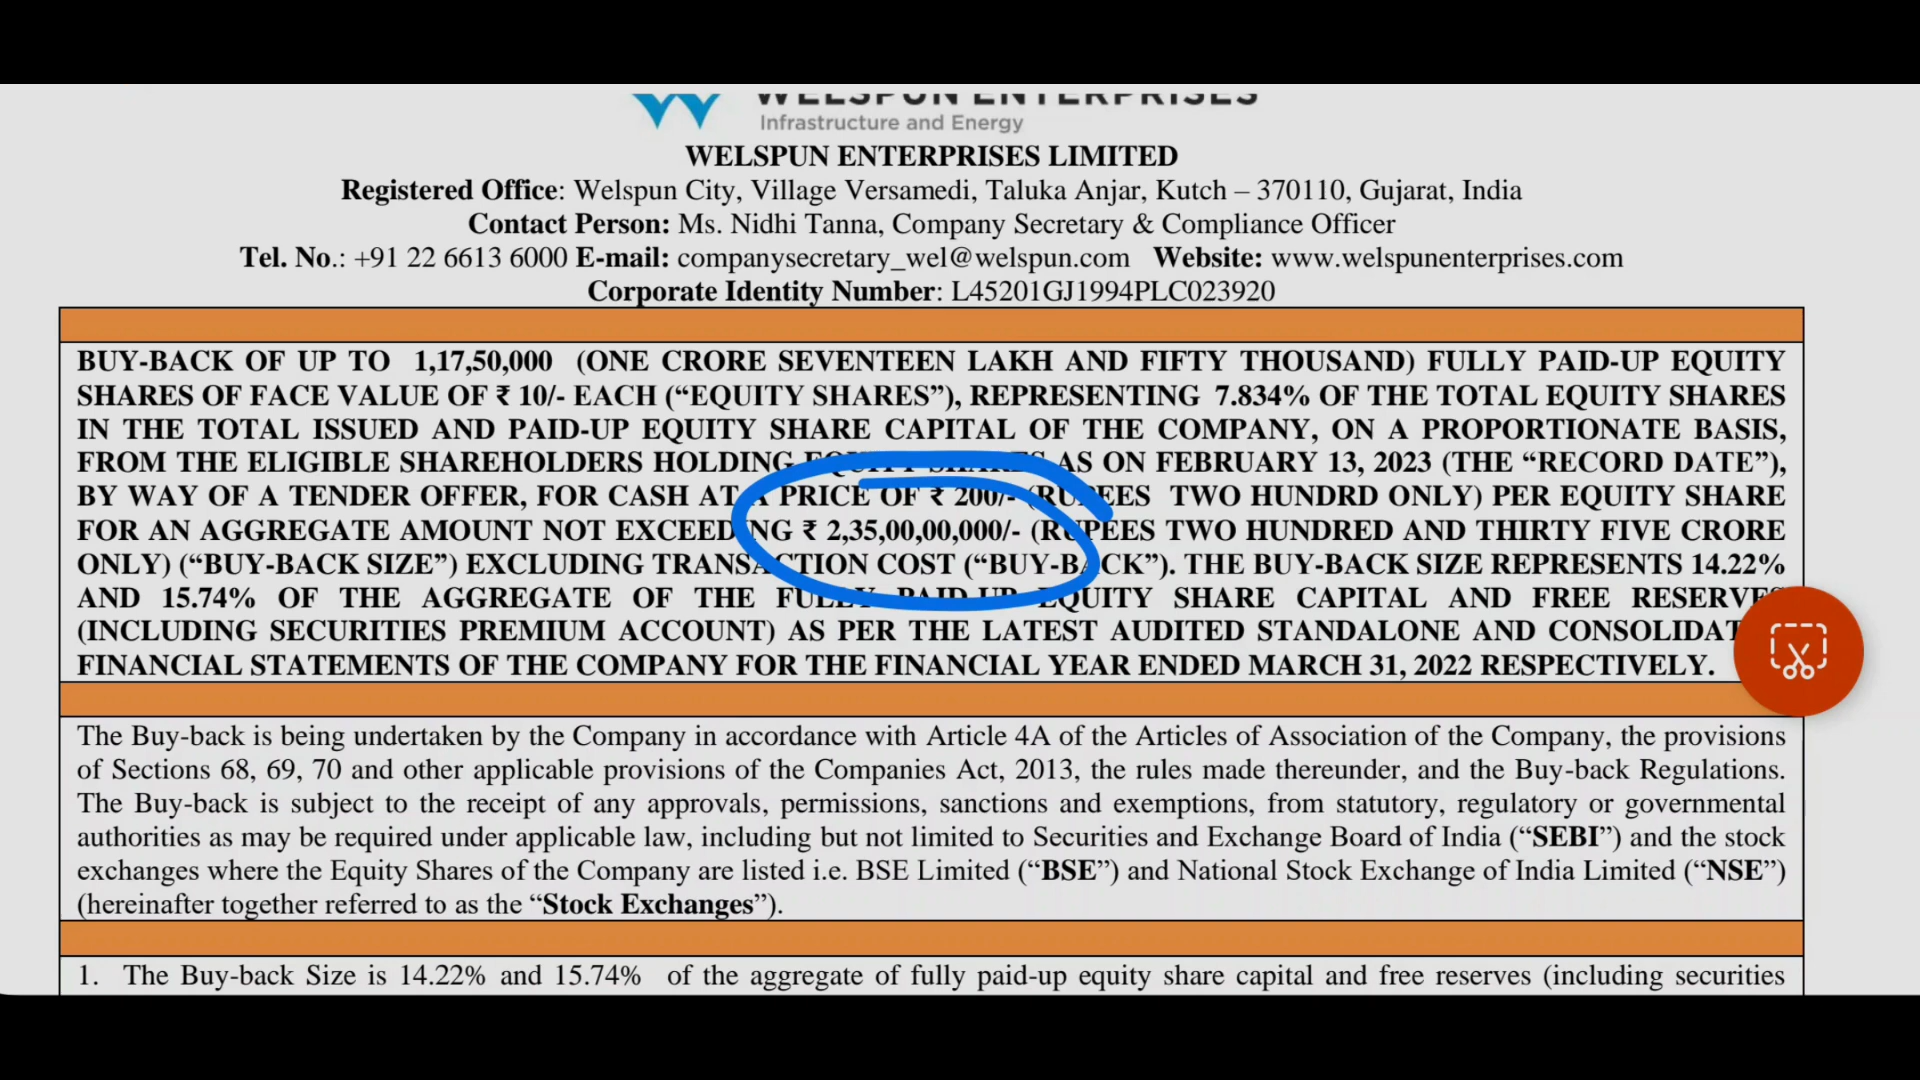 WELSPUN ENTERPRISES
Infrastructure and Energy
WELSPUN ENTERPRISES LIMITED
Registered Office: Welspun City, Village Versamedi, Taluka Anjar, Kutch – 370110, Gujarat, India
Contact Person: Ms. Nidhi Tanna, Company Secretary & Compliance Officer
Tel. No.: +91 22 6613 6000 E-mail: companysecretary_wel@welspun.com Website: www.welspunenterprises.com
Corporate Identity Number: L45201GJ1994PLC023920
BUY-BACK OF UP TO 1,17,50,000 (ONE CRORE SEVENTEEN LAKH AND FIFTY THOUSAND) FULLY PAID-UP EQUITY
SHARES OF FACE VALUE OF ₹ 10/- EACH (“EQUITY SHARES”), REPRESENTING 7.834% OF THE TOTAL EQUITY SHARES
IN THE TOTAL ISSUED AND PAID-UP EQUITY SHARE CAPITAL OF THE COMPANY, ON A PROPORTIONATE BASIS,
FROM THE ELIGIBLE SHAREHOLDERS HOLDING EQUITY SHARES AS ON FEBRUARY 13, 2023 (THE “RECORD DATE”),
BY WAY OF A TENDER OFFER, FOR CASH AT A PRICE OF ₹ 200/- (RUPEES TWO HUNDRD ONLY) PER EQUITY SHARE
FOR AN AGGREGATE AMOUNT NOT EXCEEDING ₹ 2,35,00,00,000/- (RUPEES TWO HUNDRED AND THIRTY FIVE CRORE
ONLY) (“BUY-BACK SIZE”) EXCLUDING TRANSACTION COST (“BUY-BACK”). THE BUY-BACK SIZE REPRESENTS 14.22%
AND 15.74% OF THE AGGREGATE OF THE FULLY PAID-UP EQUITY SHARE CAPITAL AND FREE RESERVES
(INCLUDING SECURITIES PREMIUM ACCOUNT) AS PER THE LATEST AUDITED STANDALONE AND CONSOLIDAT
FINANCIAL STATEMENTS OF THE COMPANY FOR THE FINANCIAL YEAR ENDED MARCH 31, 2022 RESPECTIVELY.
The Buy-back is being undertaken by the Company in accordance with Article 4A of the Articles of Association of the Company, the provisions
of Sections 68, 69, 70 and other applicable provisions of the Companies Act, 2013, the rules made thereunder, and the Buy-back Regulations.
The Buy-back is subject to the receipt of any approvals, permissions, sanctions and exemptions, from statutory, regulatory or governmental
authorities as may be required under applicable law, including but not limited to Securities and Exchange Board of India (“SEBI”) and the stock
exchanges where the Equity Shares of the Company are listed i.e. BSE Limited (“BSE”) and National Stock Exchange of India Limited (“NSE”)
(hereinafter together referred to as the “Stock Exchanges”).
1. The Buy-back Size is 14.22% and 15.74% of the aggregate of fully paid-up equity share capital and free reserves (including securities